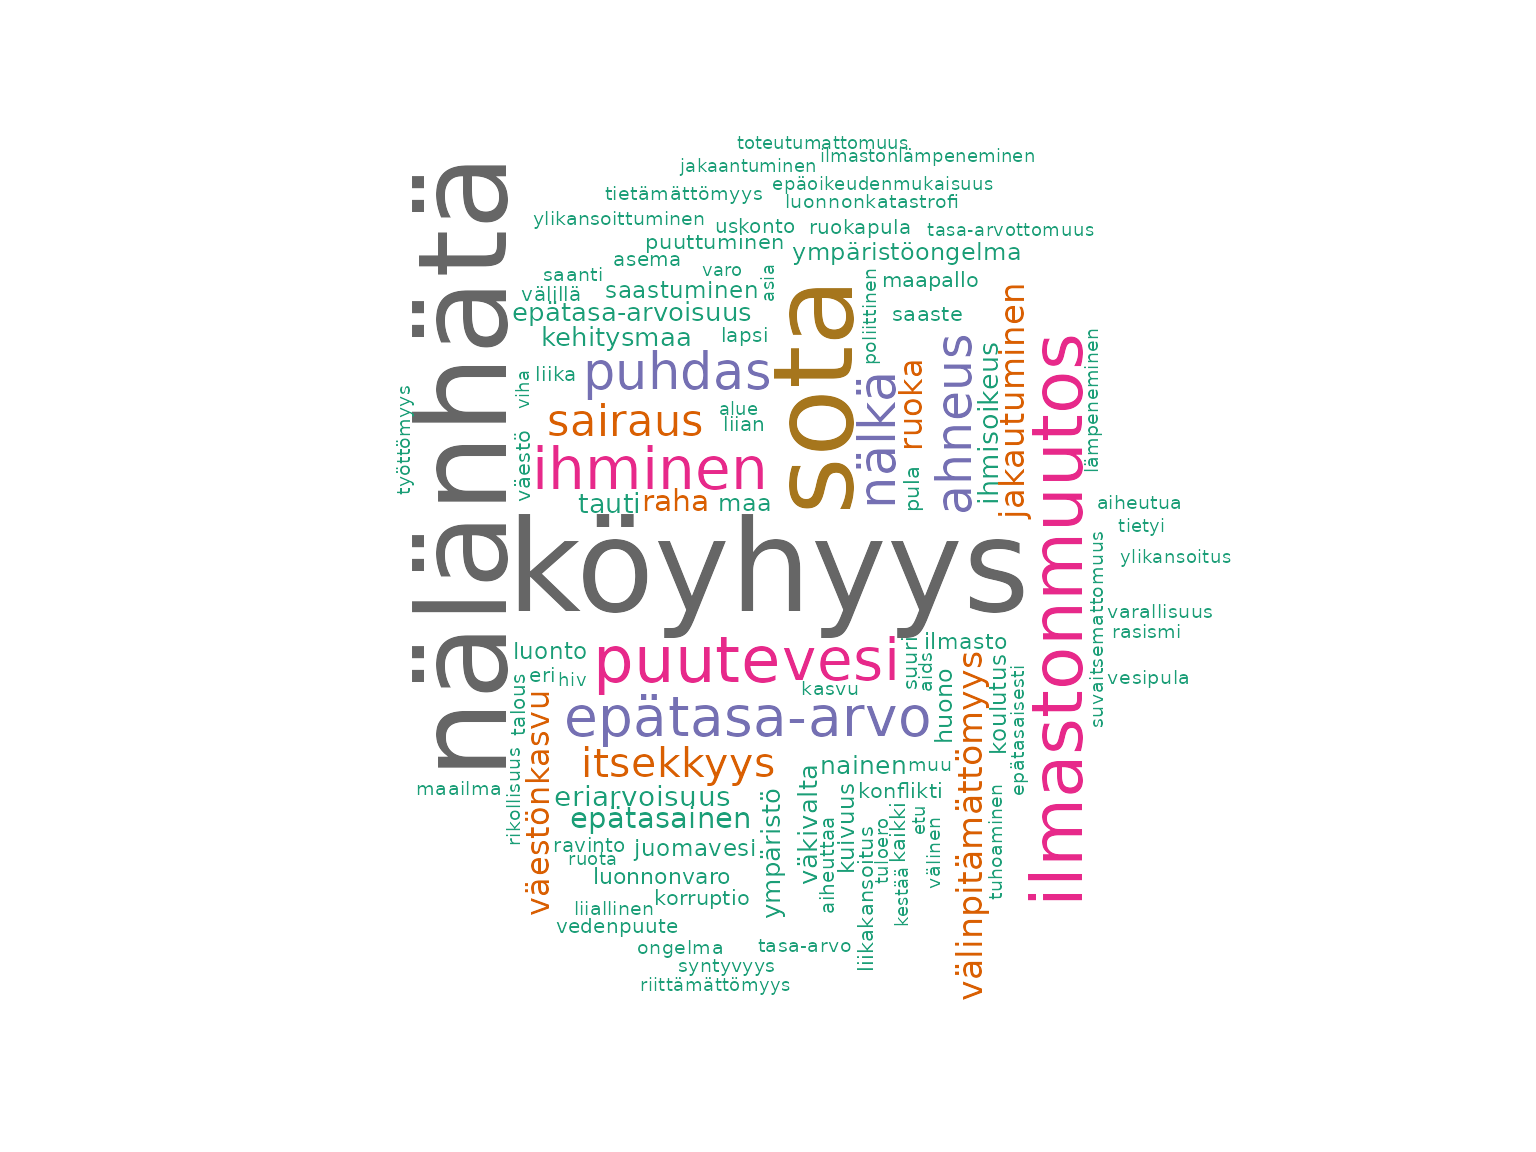 toteutumattomuus
ilmastonlämpeneminen
jakaantuminen
epäoikeudenmukaisuus
tietämättömyys
luonnonkatastrofi
ylikansoittuminen
uskonto
ruokapula
tasa-arvottomuus
puuttuminen
ympäristöongelma
asema
varo
asia
saanti
maapallo
poliittinen
välillä
saastuminen
epätasa-arvoisuus
saaste
kehitysmaa
lapsi
nälänhätä
sota
puhdas
liika
viha
nälkä
ruoka
ahneus
ihmisoikeus
jakautuminen
ilmastonmuutos
lämpeneminen
työttömyys
sairaus
alue
liian
väestö
ihminen
pula
tauti
raha
maa
aiheutua
tietyi
köyhyys
ylikansoitus
suvaitsemattomuus
varallisuus
rasismi
luonto
puute
vesi
suuri
ilmasto
aids
eri
hiv
kasvu
vesipula
talous
väestönkasvu
epätasa-arvo
huono
välinpitämättömyys
koulutus
epätasaisesti
itsekkyys
nainen
muu
maailma
rikollisuus
eriarvoisuus
ympäristö
väkivalta
kuivuus
konflikti
epätasainen
aiheuttaa
tuloero
kaikki
etu
välinen
tuhoaminen
ravinto
ruota
juomavesi
luonnonvaro
korruptio
liikakansoitus
kestää
liiallinen
vedenpuute
ongelma
tasa-arvo
syntyvyys
riittämättömyys